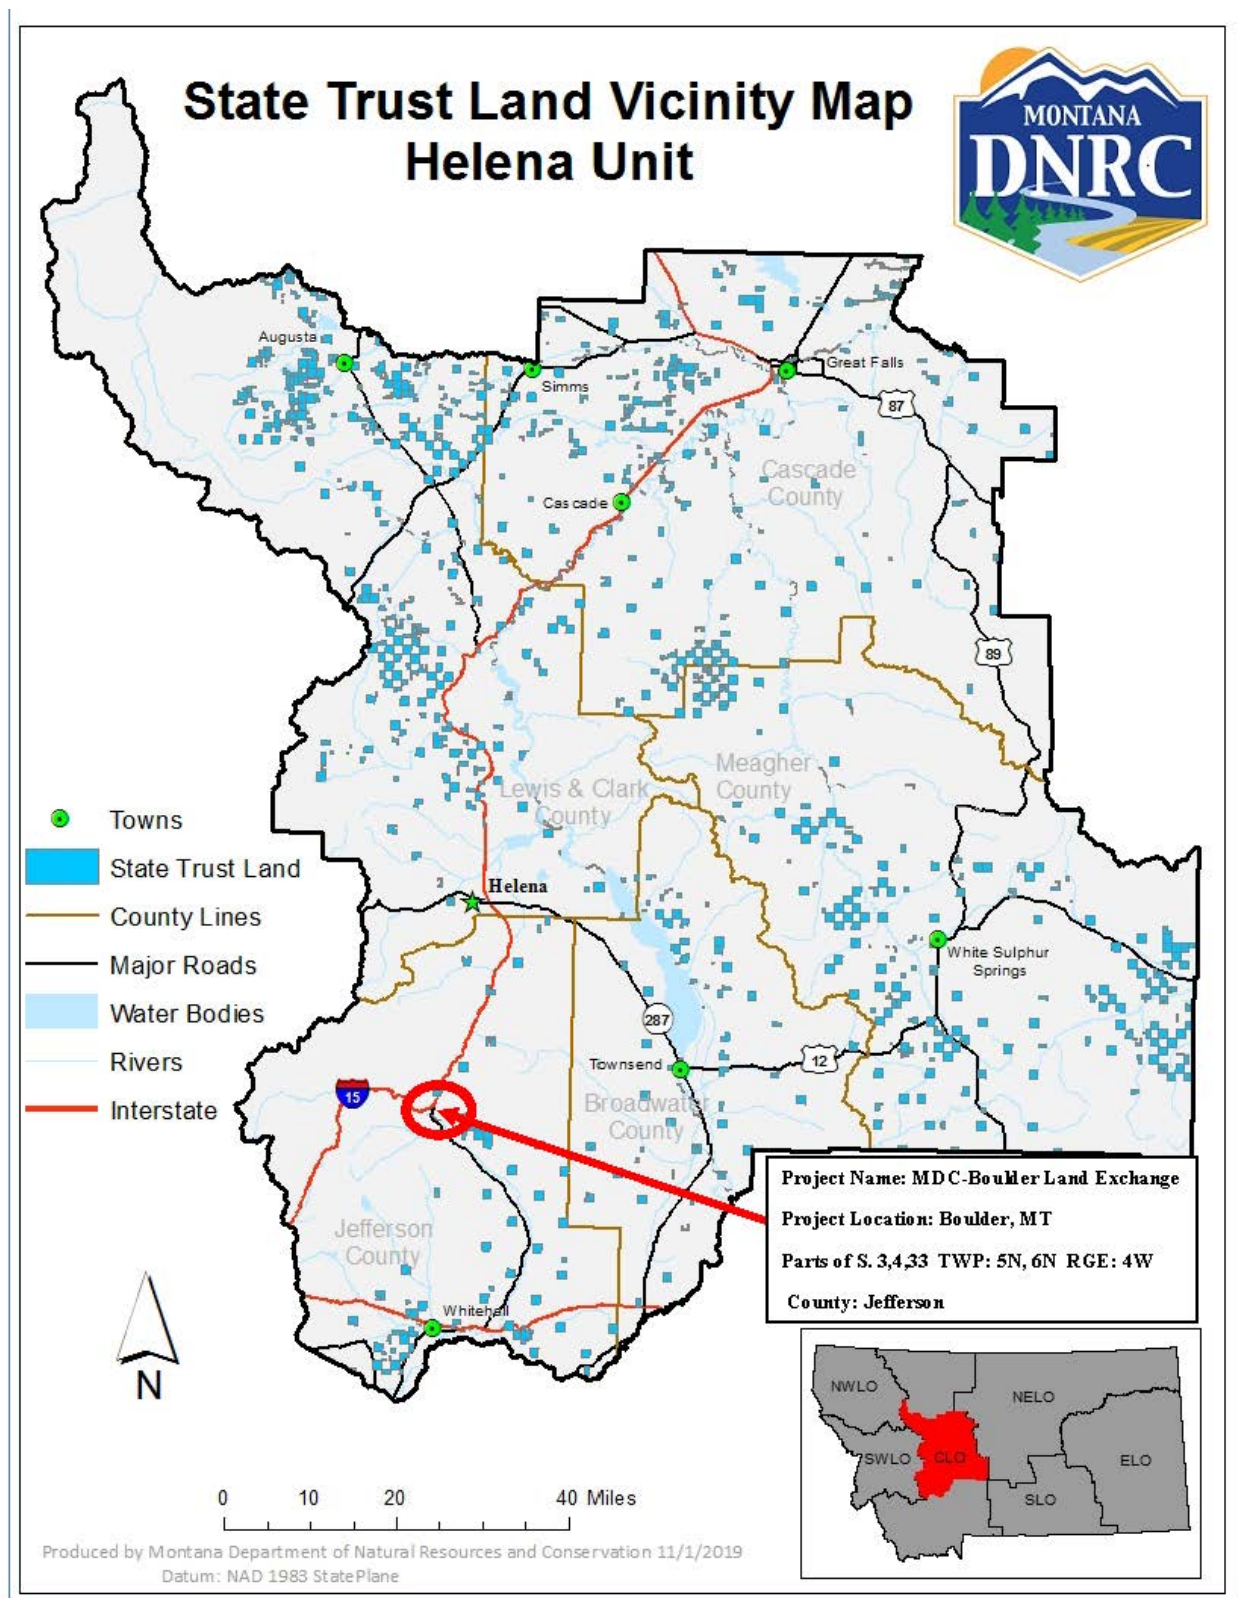 State Trust Land Vicinity Map
Helena Unit
MONTANA
DNRC
Augusta
Simms
Great Falls
87
Cascade
County
Cascade
89
Meagher
County
Lewis & Clark
County
Towns
State Trust Land
County Lines
Major Roads
Water Bodies
Rivers
Interstate
Helena
White Sulphur
Springs
287
Townsend
12
15
Broadwater
County
Project Name: MDC-Boulder Land Exchange
Project Location: Boulder, MT
Parts of S. 3,4,33 TWP: 5N, 6N RGE: 4W
County: Jefferson
Jefferson
County
Whitehall
N
NWLO
NELO
SWLO
CLO
ELO
SLO
0 10 20 40 Miles
Produced by Montana Department of Natural Resources and Conservation 11/1/2019
Datum: NAD 1983 StatePlane